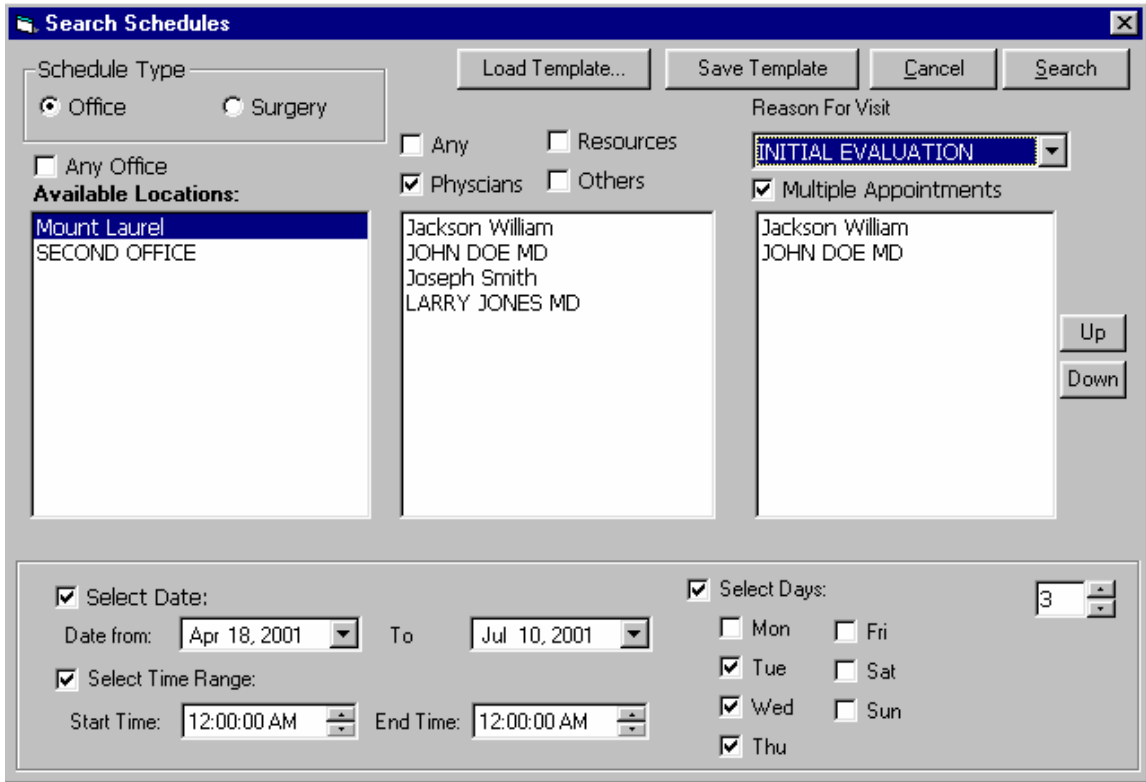 Search Schedules
Load Template... Save Template Cancel Search
Schedule Type
Office Surgery
Reason For Visit
Any Resources
INITIAL EVALUATION
Any Office
Physcians Others
Multiple Appointments
Available Locations:
Mount Laurel
SECOND OFFICE
Jackson William
JOHN DOE MD
Joseph Smith
LARRY JONES MD
Jackson William
JOHN DOE MD
Up
Down
Select Date:
Date from: Apr 18, 2001 To Jul 10, 2001
Select Time Range:
Start Time: 12:00:00 AM End Time: 12:00:00 AM
Select Days: 3
Mon Fri
Tue Sat
Wed Sun
Thu